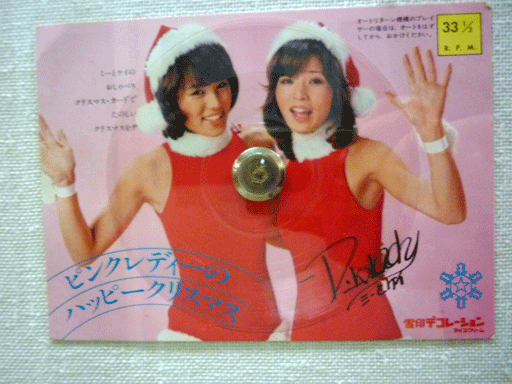 オートリターン機構のプレイ
ヤーの場合は、オートをはず
してから、おかけください。
33 1/3
R. P. M.
ミーとケイの
おしゃべり
クリスマス・カードで
たのしい
クリスマスを
ピンクレディーの
ハッピークリスマス
雪印デコレーション
アイスクリーム